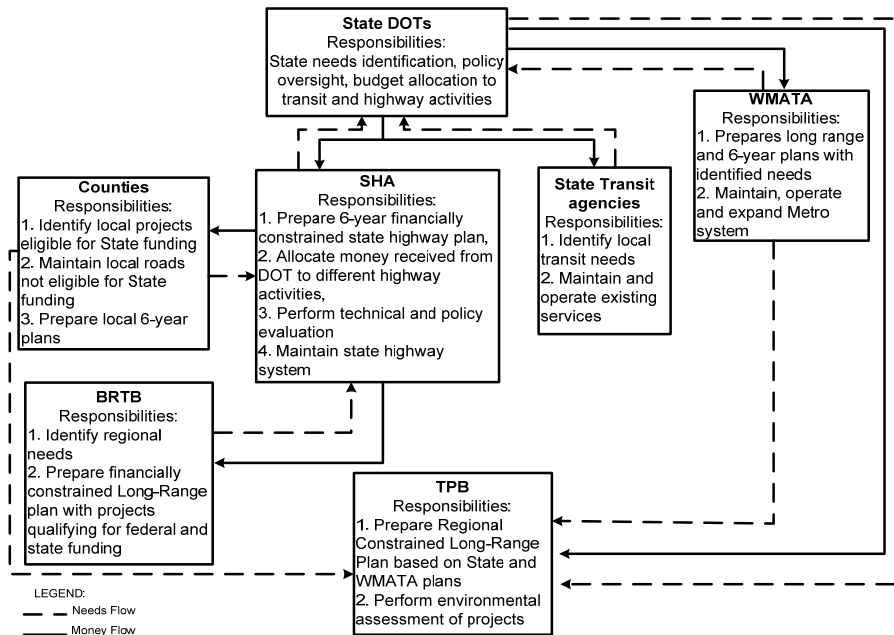 State DOTs
Responsibilities:
State needs identification, policy
oversight, budget allocation to
transit and highway activities
WMATA
Responsibilities:
1. Prepares long range
and 6-year plans with
identified needs
2. Maintain, operate
and expand Metro
system
Counties
Responsibilities:
1. Identify local projects
eligible for State funding
2. Maintain local roads
not eligible for State
funding
3. Prepare local 6-year
plans
SHA
Responsibilities:
1. Prepare 6-year financially
constrained state highway plan,
2. Allocate money received from
DOT to different highway
activities,
3. Perform technical and policy
evaluation
4. Maintain state highway
system
State Transit
agencies
Responsibilities:
1. Identify local
transit needs
2. Maintain and
operate existing
services
BRTB
Responsibilities:
1. Identify regional
needs
2. Prepare financially
constrained Long-Range
plan with projects
qualifying for federal and
state funding
TPB
Responsibilities:
1. Prepare Regional
Constrained Long-Range
Plan based on State and
WMATA plans
2. Perform environmental
assessment of projects
LEGEND:
Needs Flow
Money Flow